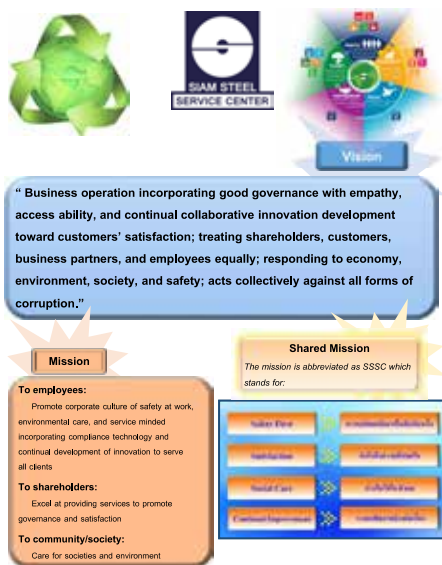 SIAM STEEL
SERVICE CENTER
Vision
“ Business operation incorporating good governance with empathy,
access ability, and continual collaborative innovation development
toward customers’ satisfaction; treating shareholders, customers,
business partners, and employees equally; responding to economy,
environment, society, and safety; acts collectively against all forms of
corruption.”
Mission
To employees:
Promote corporate culture of safety at work,
environmental care, and service minded
incorporating compliance technology and
continual development of innovation to serve
all clients
To shareholders:
Excel at providing services to promote
governance and satisfaction
To community/society:
Care for societies and environment
Shared Mission
The mission is abbreviated as SSSC which
stands for:
Safety First
Satisfaction
Social Care
Continual Improvement